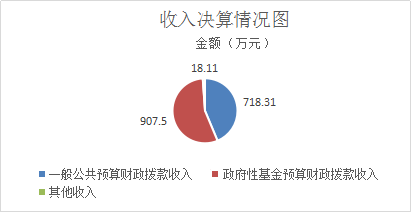 收入决算情况图
金额（万元）
18.11
718.31
907.5
一般公共预算财政拨款收入 政府性基金预算财政拨款收入
其他收入